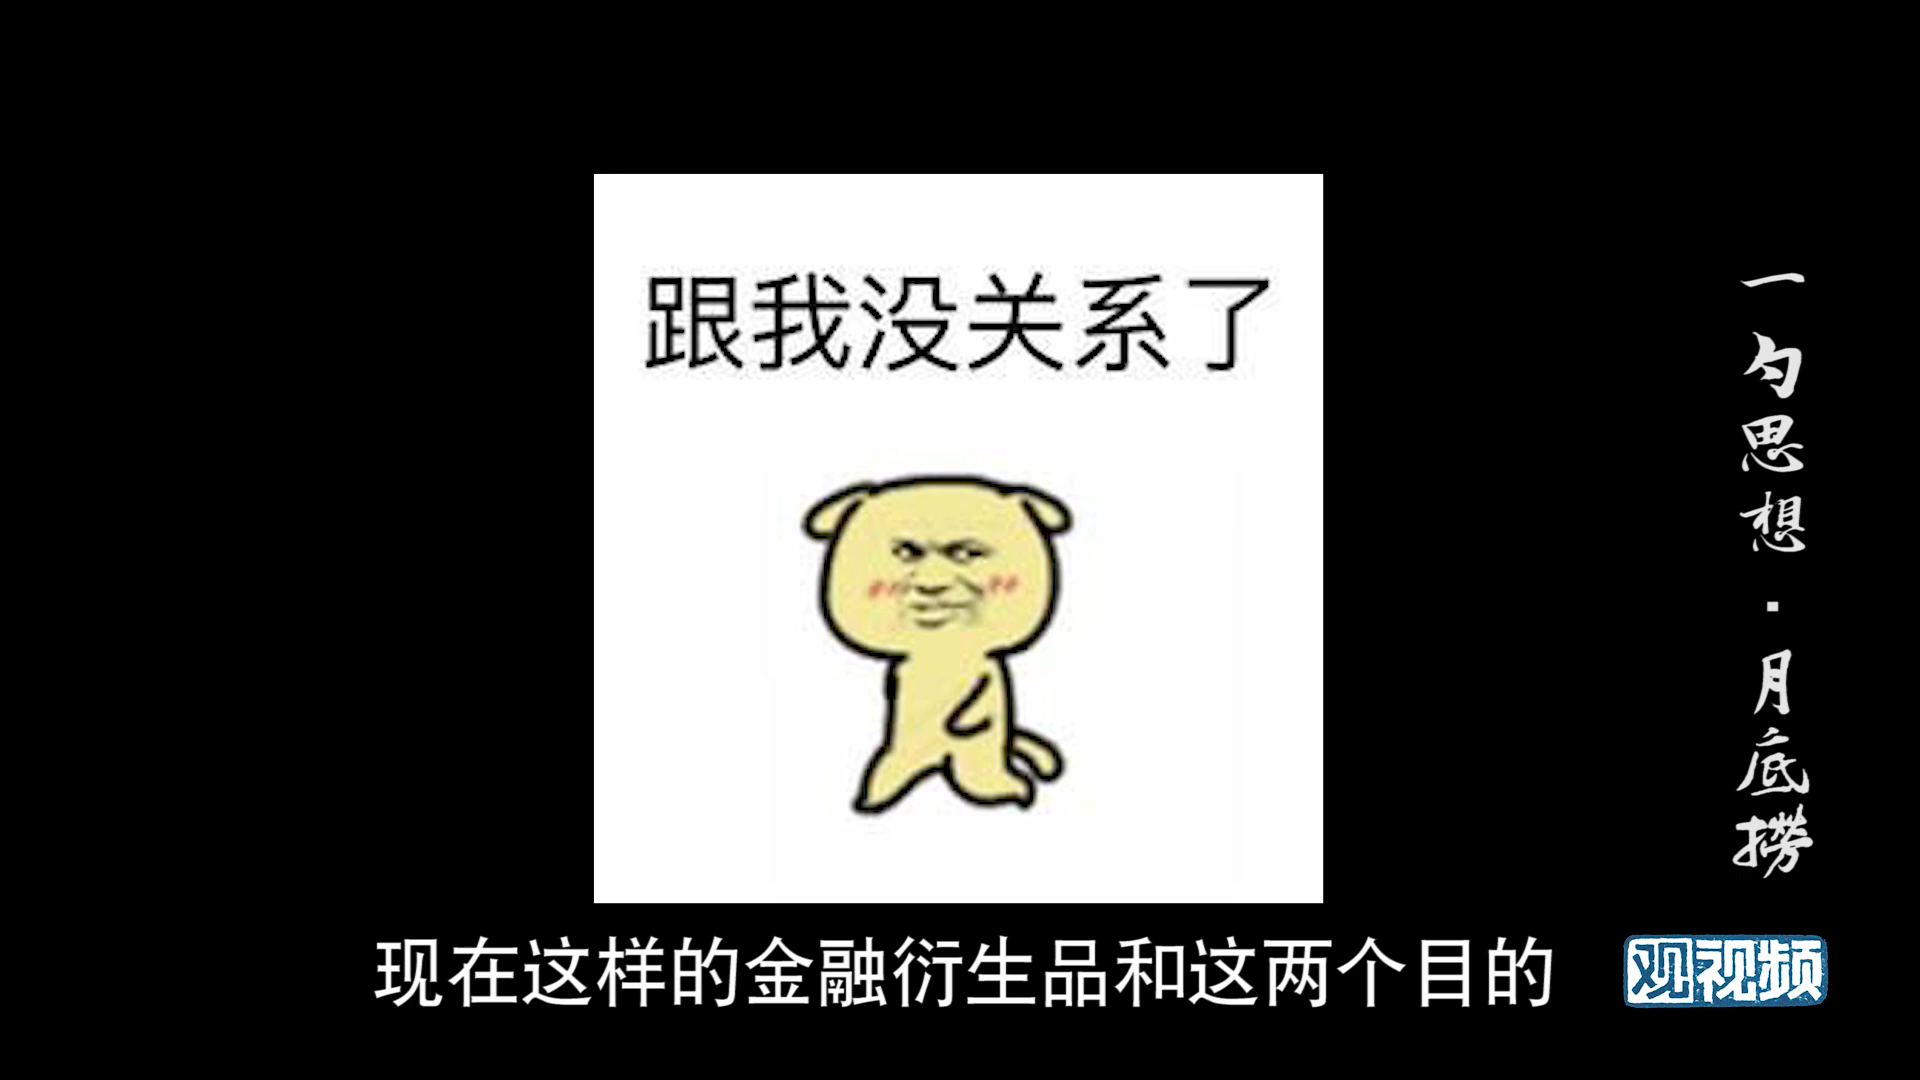 跟我没关系了
一勺思想·月底捞
现在这样的金融衍生品和这两个目的
观视频